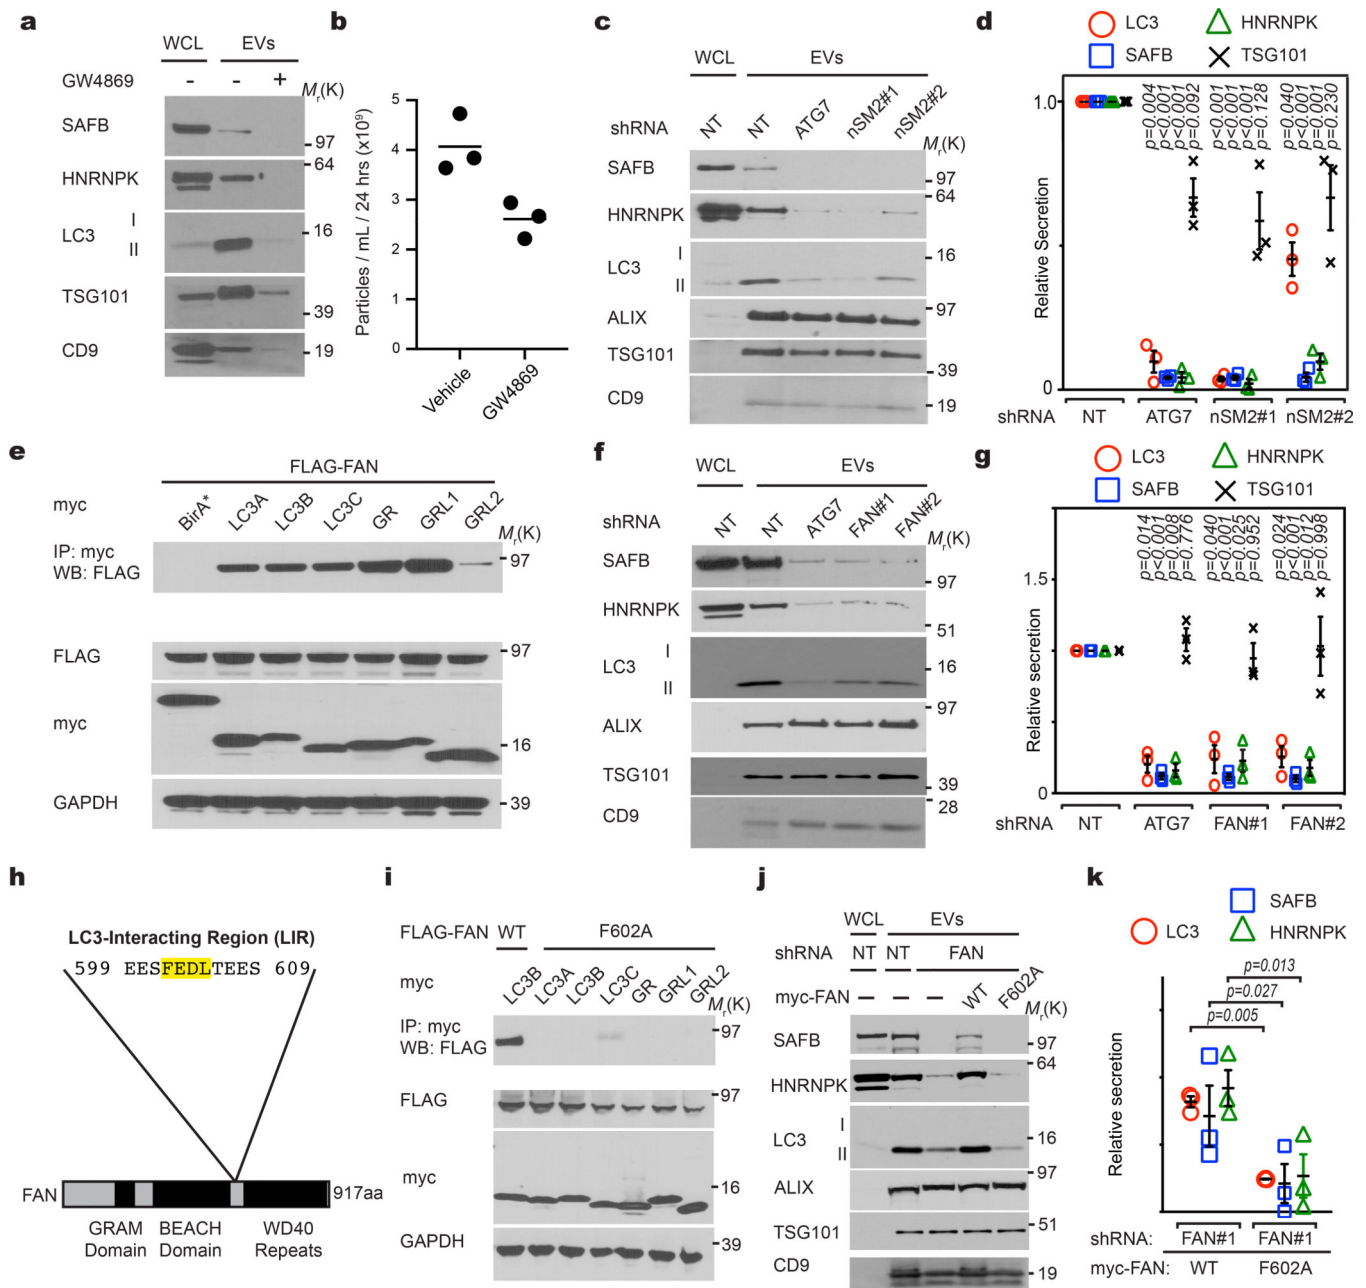 a
WCL EVs
GW4869 - - + Mr(K)
SAFB
97
HNRNPK
64
LC3 I
II
16
TSG101
39
CD9
19
b
Particles / mL / 24 hrs (x10⁹)
5
4
3
2
1
0
Vehicle
GW4869
c
WCL EVs
shRNA NT NT ATG7 nSM2#1 nSM2#2
Mr(K)
SAFB
97
HNRNPK
64
LC3 I
II
16
ALIX
97
TSG101
39
CD9
19
d
LC3 HNRNPK
SAFB TSG101
Relative Secretion
1.0
0
p=0.004
p<0.001
p<0.001
p=0.092
p<0.001
p<0.001
p<0.001
p=0.128
p=0.040
p<0.001
p<0.001
p=0.230
shRNA NT ATG7 nSM2#1 nSM2#2
e
FLAG-FAN
myc BirA* LC3A LC3B LC3C GR GRL1 GRL2
Mr(K)
IP: myc
WB: FLAG
97
FLAG
97
myc
16
GAPDH
39
f
WCL EVs
shRNA NT NT ATG7 FAN#1 FAN#2
Mr(K)
SAFB
97
HNRNPK
51
LC3 I
II
16
ALIX
97
TSG101
39
CD9
28
g
LC3 HNRNPK
SAFB TSG101
Relative secretion
1.5
0
p=0.014
p<0.001
p=0.008
p=0.776
p=0.040
p<0.001
p=0.025
p=0.952
p=0.024
p<0.001
p=0.012
p=0.998
shRNA NT ATG7 FAN#1 FAN#2
h
LC3-Interacting Region (LIR)
599 EESFEDLTEES 609
FAN 917aa
GRAM BEACH WD40
Domain Domain Repeats
i
FLAG-FAN WT F602A
myc LC3B LC3A LC3B LC3C GR GRL1 GRL2
Mr(K)
IP: myc
WB: FLAG
97
FLAG
97
myc
16
GAPDH
39
j
WCL EVs
shRNA NT NT FAN
myc-FAN – – – WT F602A
Mr(K)
SAFB
97
HNRNPK
64
LC3 I
II
16
ALIX
97
TSG101
51
CD9
19
k
SAFB
LC3 HNRNPK
Relative secretion
p=0.013
p=0.027
p=0.005
shRNA: FAN#1 FAN#1
myc-FAN: WT F602A